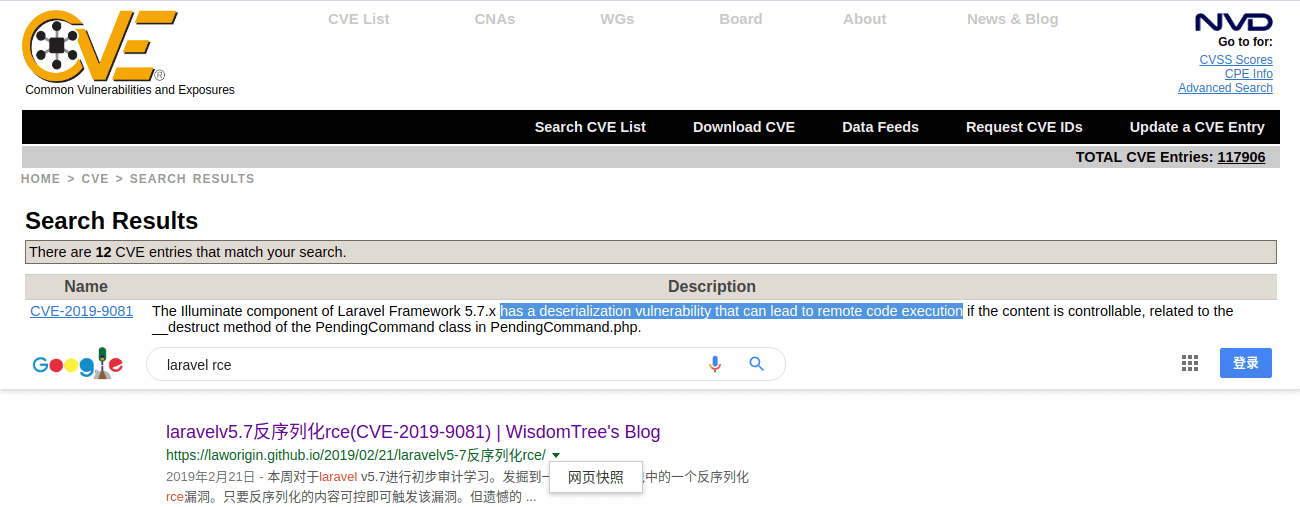 CVE List CNAs WGs Board About News & Blog
CVE®
Common Vulnerabilities and Exposures
NVD
Go to for:
CVSS Scores
CPE Info
Advanced Search
Search CVE List Download CVE Data Feeds Request CVE IDs Update a CVE Entry
TOTAL CVE Entries: 117906
HOME > CVE > SEARCH RESULTS
Search Results
There are 12 CVE entries that match your search.
Name Description
CVE-2019-9081 The Illuminate component of Laravel Framework 5.7.x has a deserialization vulnerability that can lead to remote code execution if the content is controllable, related to the
__destruct method of the PendingCommand class in PendingCommand.php.
Google laravel rce 登录
laravelv5.7反序列化rce(CVE-2019-9081) | WisdomTree's Blog
https://laworigin.github.io/2019/02/21/laravelv5-7反序列化rce/
网页快照
2019年2月21日 - 本周对于laravel v5.7进行初步审计学习。发掘到一 中的一个反序列化
rce漏洞。只要反序列化的内容可控即可触发该漏洞。但遗憾的 ...